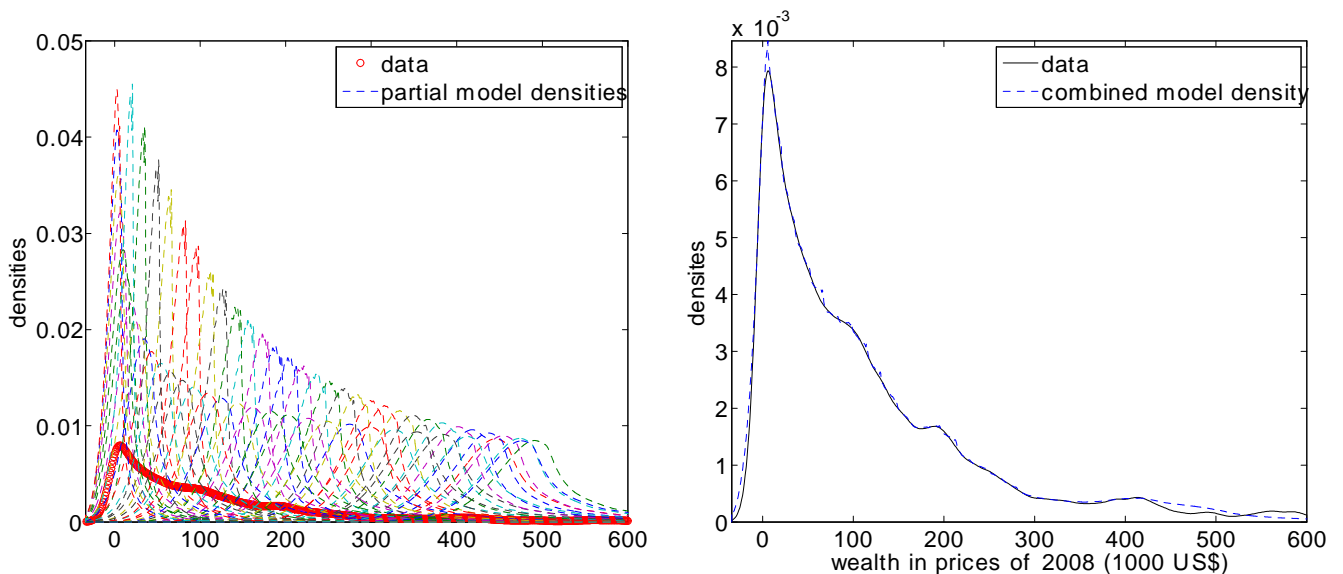 0.05
0.04
0.03
0.02
0.01
0
densities
data
partial model densities
0 100 200 300 400 500 600
x 10⁻³
8
7
6
5
4
3
2
1
0
densites
data
combined model density
0 100 200 300 400 500 600
wealth in prices of 2008 (1000 US$)